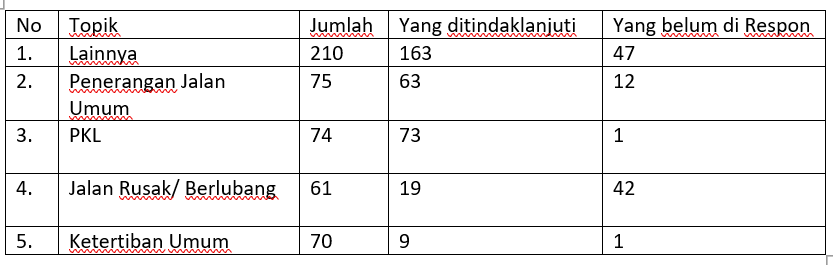 No Topik Jumlah Yang ditindaklanjuti Yang belum di Respon
1. Lainnya 210 163 47
2. Penerangan Jalan 75 63 12
Umum
3. PKL 74 73 1
4. Jalan Rusak/ Berlubang 61 19 42
5. Ketertiban Umum 70 9 1